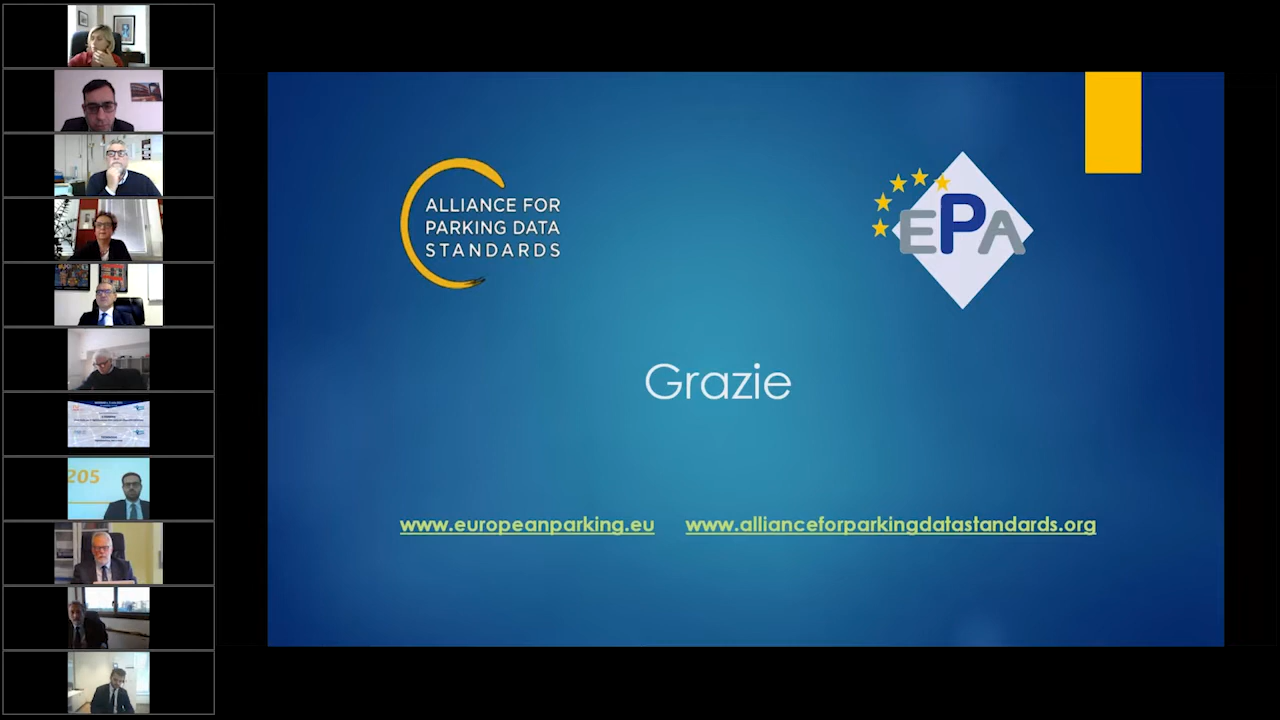 ALLIANCE FOR
PARKING DATA
STANDARDS
EPA
Grazie
www.europeanparking.eu www.allianceforparkingdatastandards.org
205